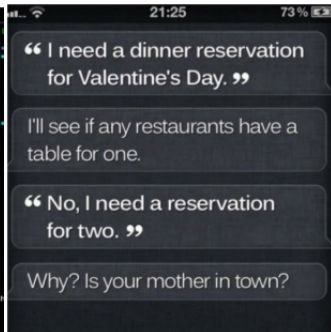 21:25 73%
“ I need a dinner reservation
for Valentine's Day. ”
I'll see if any restaurants have a
table for one.
“ No, I need a reservation
for two. ”
Why? Is your mother in town?